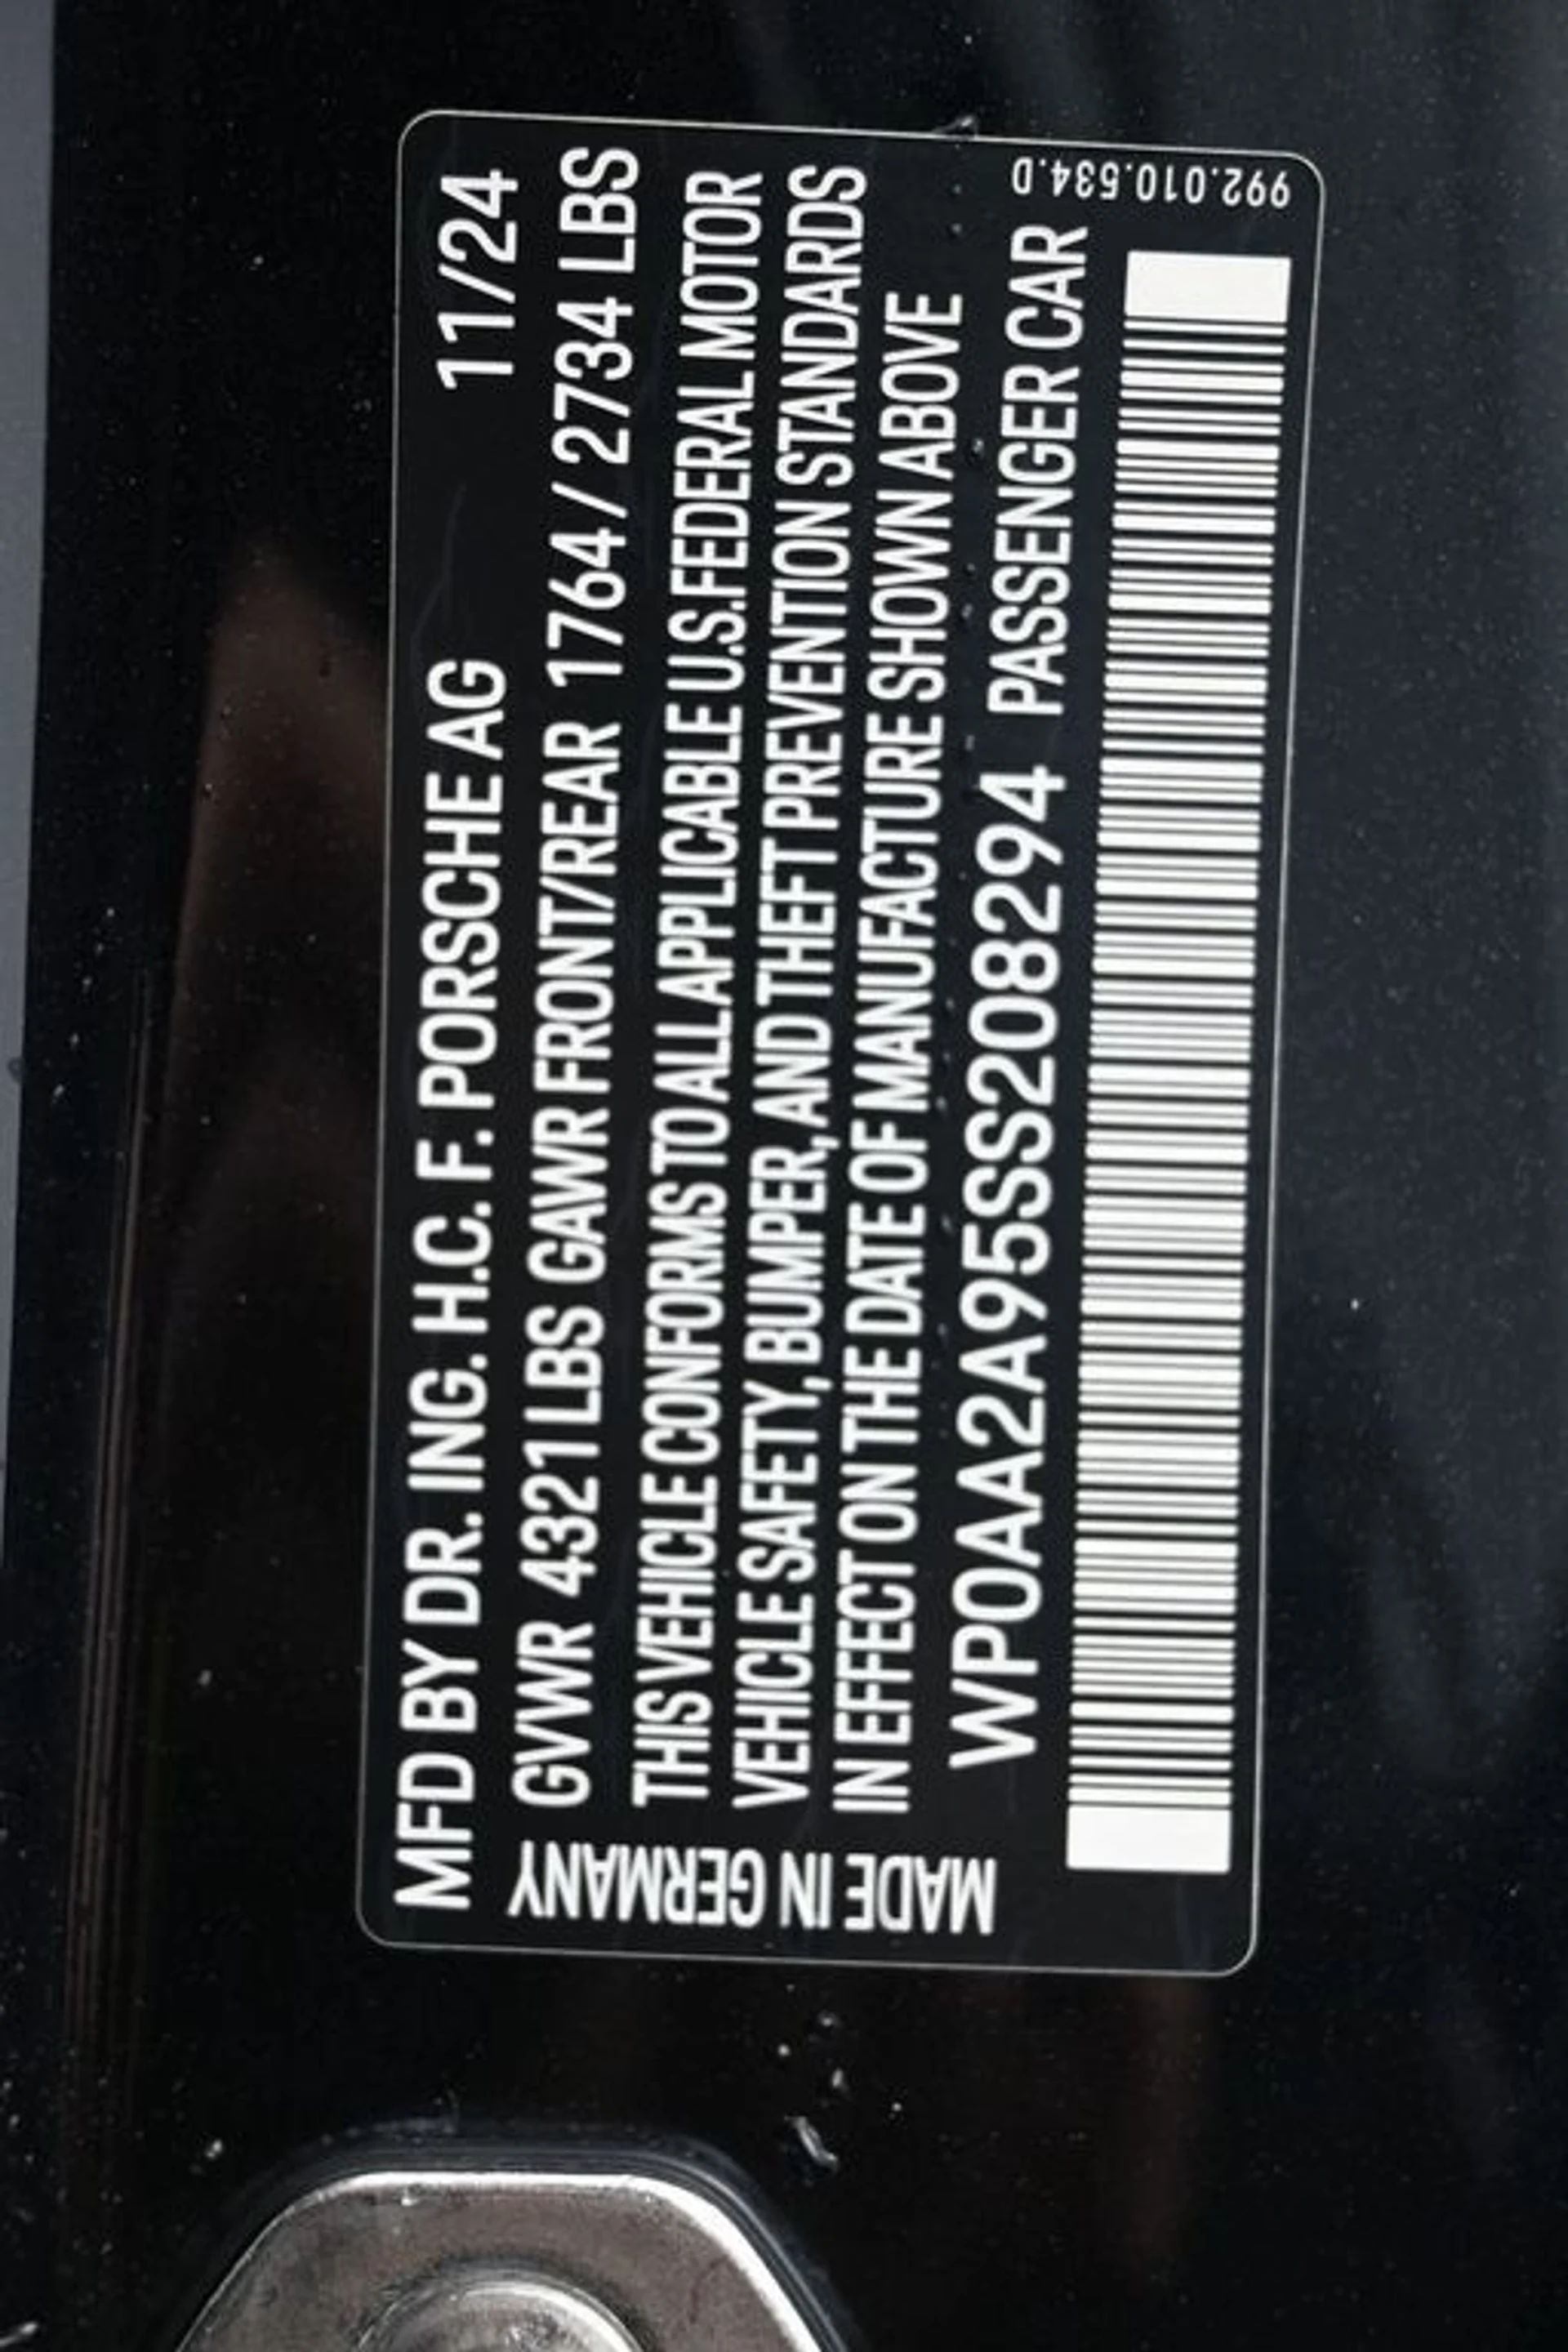 MFD BY DR. ING. H.C. F. PORSCHE AG 11/24
GVWR 4321 LBS GAWR FRONT/REAR 1764 / 2734 LBS
THIS VEHICLE CONFORMS TO ALL APPLICABLE U.S.FEDERAL MOTOR
VEHICLE SAFETY, BUMPER, AND THEFT PREVENTION STANDARDS
IN EFFECT ON THE DATE OF MANUFACTURE SHOWN ABOVE
WP0AA2A95SS208294 PASSENGER CAR
MADE IN GERMANY
992.010.534.D